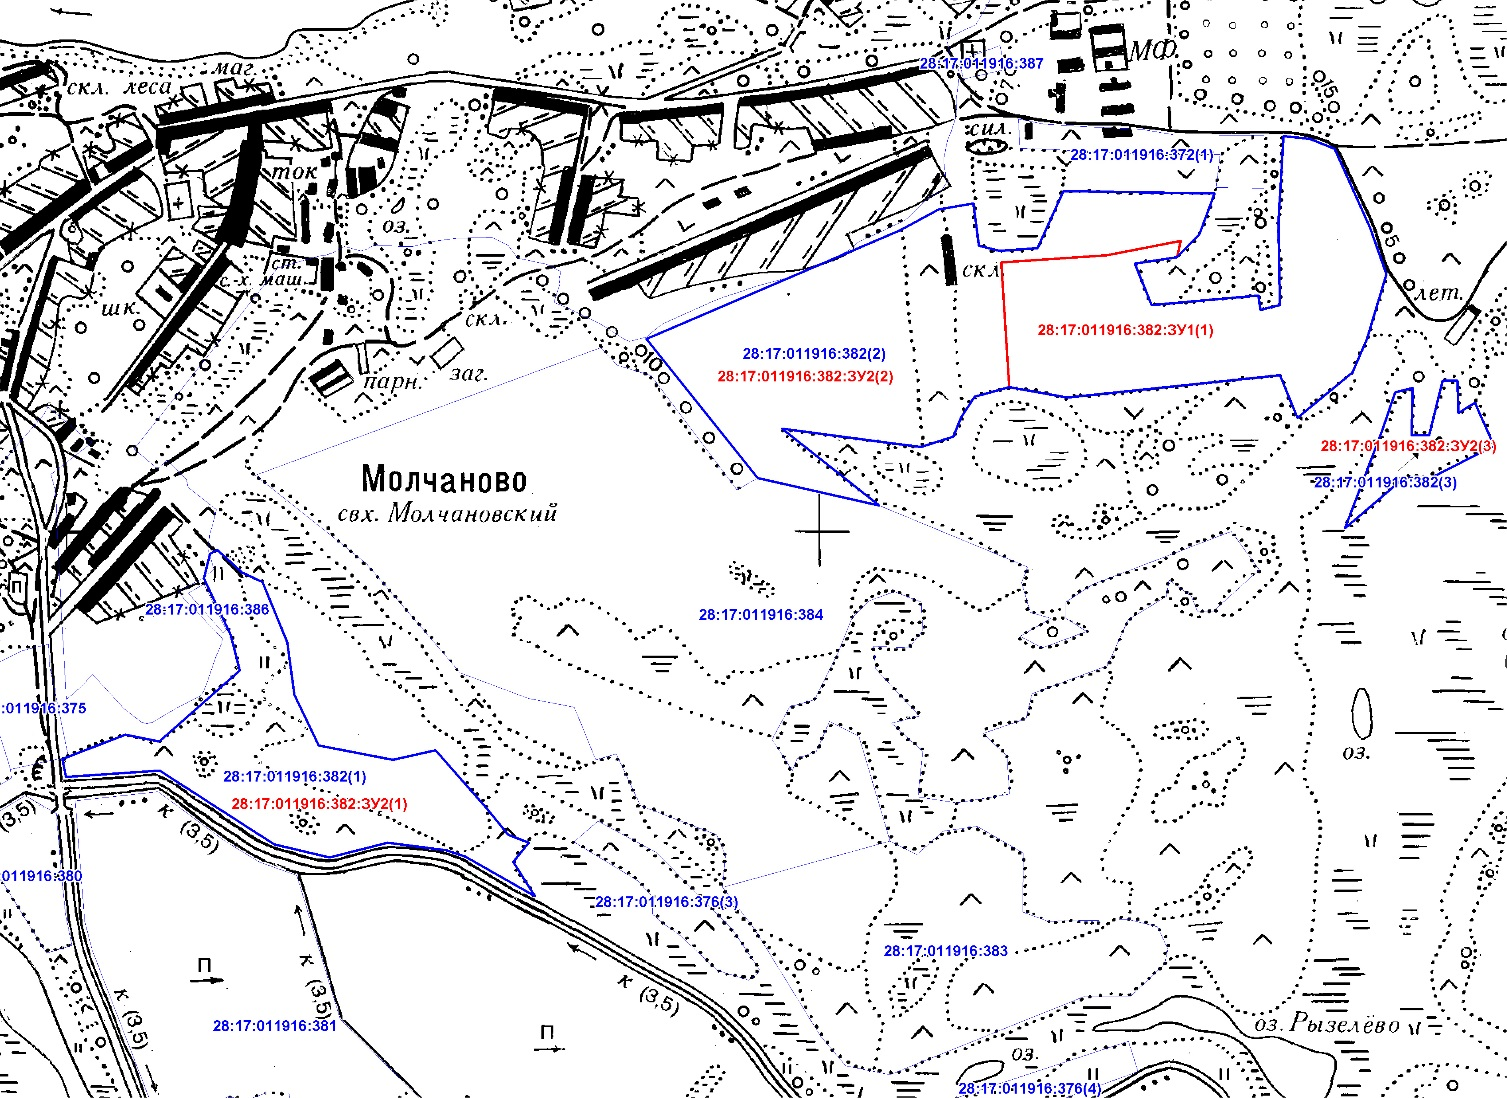 маг.
скл. леса
28:17:011916:387
МФ.
15
сил.
28:17:011916:372(1)
ток
оз.
ст.
с.-х. маш.
шк.
скл.
скл
5
лет.
28:17:011916:382:ЗУ1(1)
28:17:011916:382(2)
28:17:011916:382:ЗУ2(2)
10
парн.
заг.
28:17:011916:382:ЗУ2(3)
28:17:011916:382(3)
Молчаново
свх. Молчановский
П
28:17:011916:386
28:17:011916:384
:011916:375
оз.
28:17:011916:382(1)
28:17:011916:382:ЗУ2(1)
(3,5)
к (3,5)
011916:380
28:17:011916:376(3)
28:17:011916:383
П
к (3,5)
к (3,5)
к (3,5)
28:17:011916:381
П
оз. Рызелёво
оз.
28:17:011916:376(4)